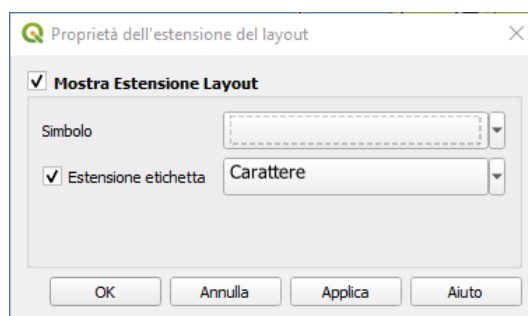 Proprietà dell'estensione del layout
Mostra Estensione Layout
Simbolo
Estensione etichetta Carattere
OK Annulla Applica Aiuto